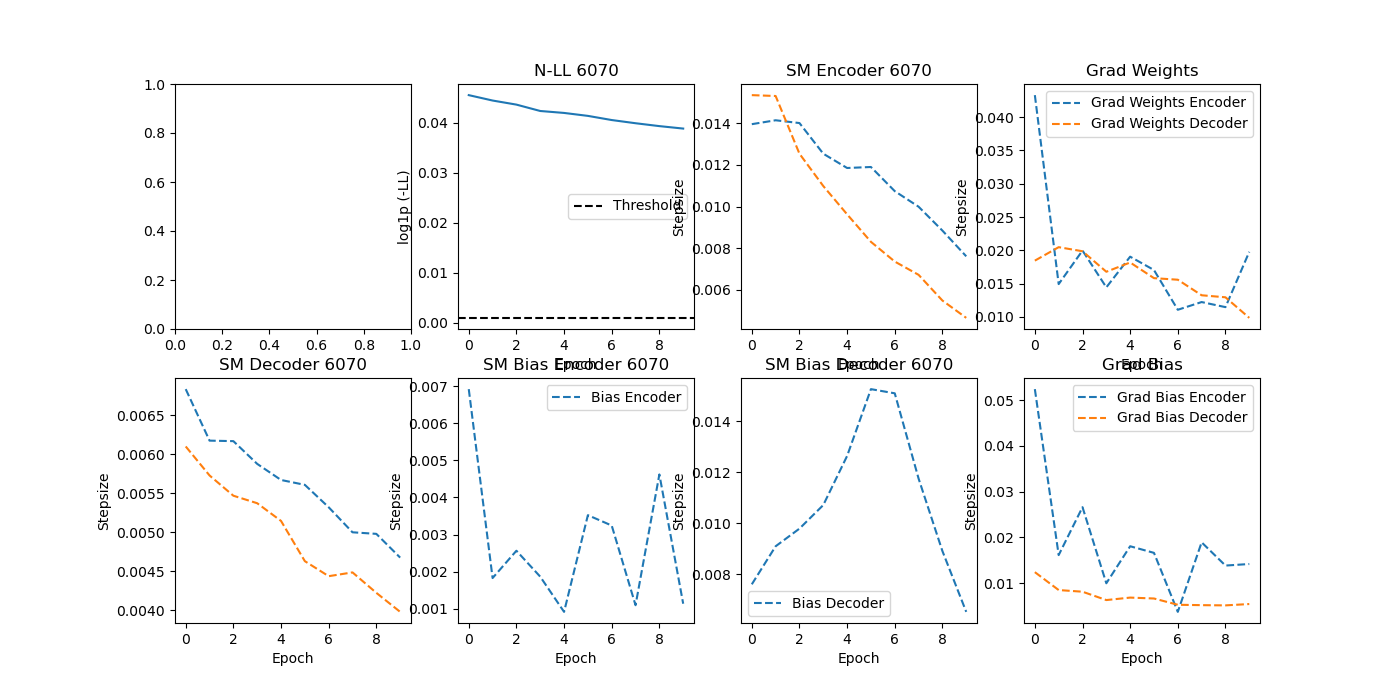 N-LL 6070
SM Encoder 6070
Grad Weights
1.0
0.8
0.6
0.4
0.2
0.0
0.0 0.2 0.4 0.6 0.8 1.0
log1p (-LL)
0.04
0.03
0.02
0.01
0.00
Threshold
0 2 4 6 8
Epoch
Stepsize
0.014
0.012
0.010
0.008
0.006
0 2 4 6 8
Epoch
Stepsize
0.040
0.035
0.030
0.025
0.020
0.015
0.010
Grad Weights Encoder
Grad Weights Decoder
0 2 4 6 8
Epoch
SM Decoder 6070
SM Bias Encoder 6070
SM Bias Decoder 6070
Grad Bias
Stepsize
0.0065
0.0060
0.0055
0.0050
0.0045
0.0040
0 2 4 6 8
Epoch
Stepsize
0.007
0.006
0.005
0.004
0.003
0.002
0.001
Bias Encoder
0 2 4 6 8
Epoch
Stepsize
0.014
0.012
0.010
0.008
Bias Decoder
0 2 4 6 8
Epoch
Stepsize
0.05
0.04
0.03
0.02
0.01
Grad Bias Encoder
Grad Bias Decoder
0 2 4 6 8
Epoch